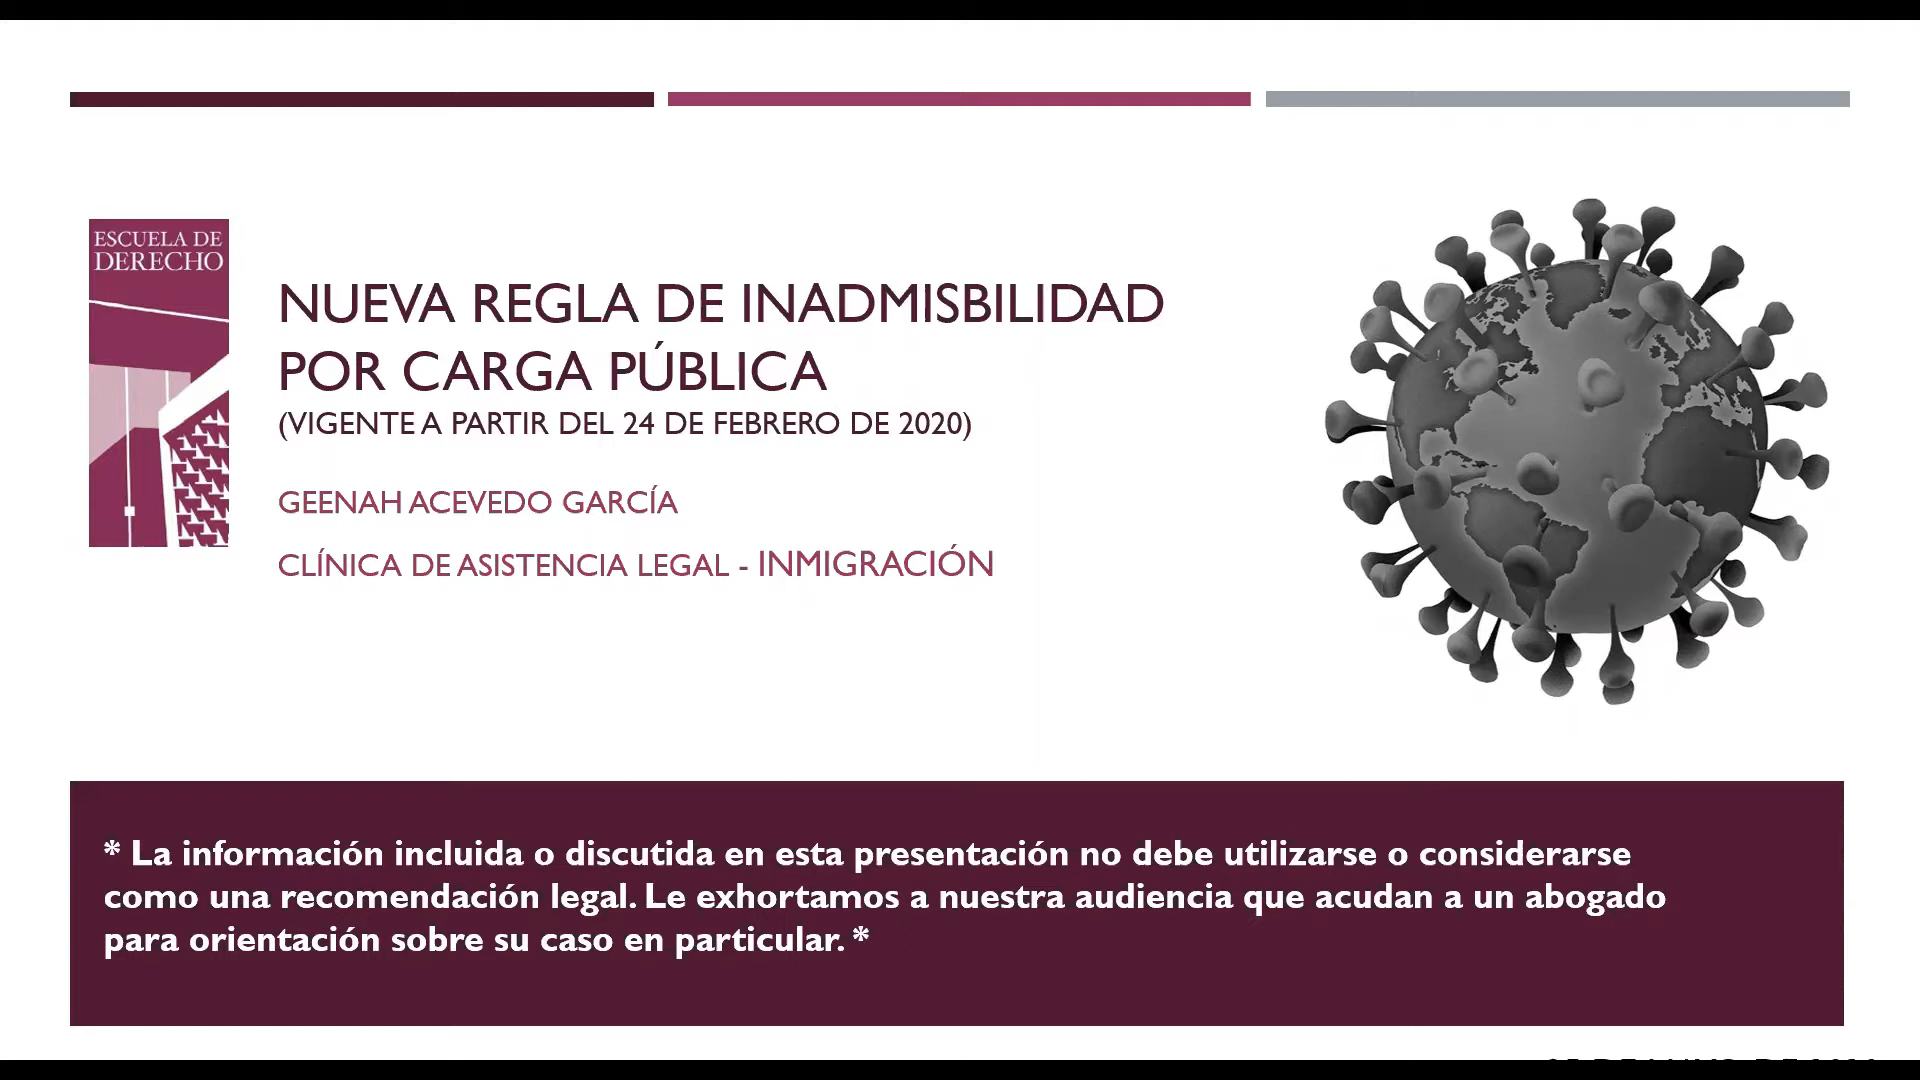 ESCUELA DE
DERECHO
NUEVA REGLA DE INADMISBILIDAD
POR CARGA PÚBLICA
(VIGENTE A PARTIR DEL 24 DE FEBRERO DE 2020)
GEENAH ACEVEDO GARCÍA
CLÍNICA DE ASISTENCIA LEGAL - INMIGRACIÓN
* La información incluida o discutida en esta presentación no debe utilizarse o considerarse
como una recomendación legal. Le exhortamos a nuestra audiencia que acudan a un abogado
para orientación sobre su caso en particular. *